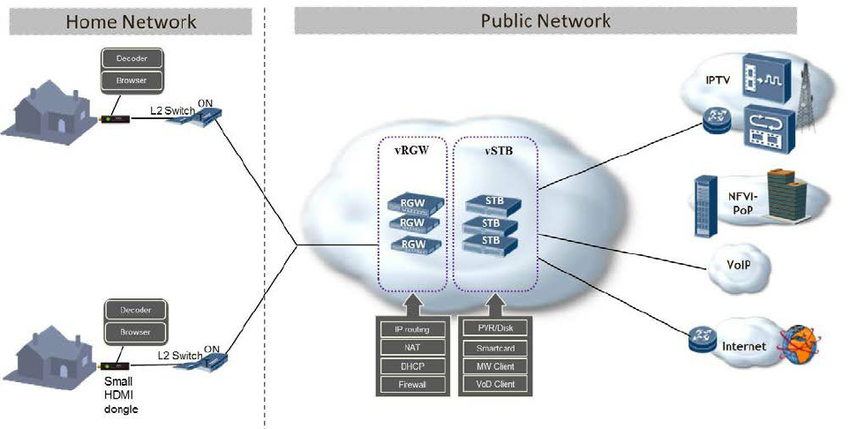 Home Network
Public Network
Decoder
Browser
L2 Switch
ON
vRGW
RGW
RGW
RGW
vSTB
STB
STB
STB
IPTV
NFVI-
PoP
VoIP
Internet
IP routing
NAT
DHCP
Firewall
PVR/Disk
Smartcard
MW Client
VoD Client
Decoder
Browser
L2 Switch
ON
Small
HDMI
dongle